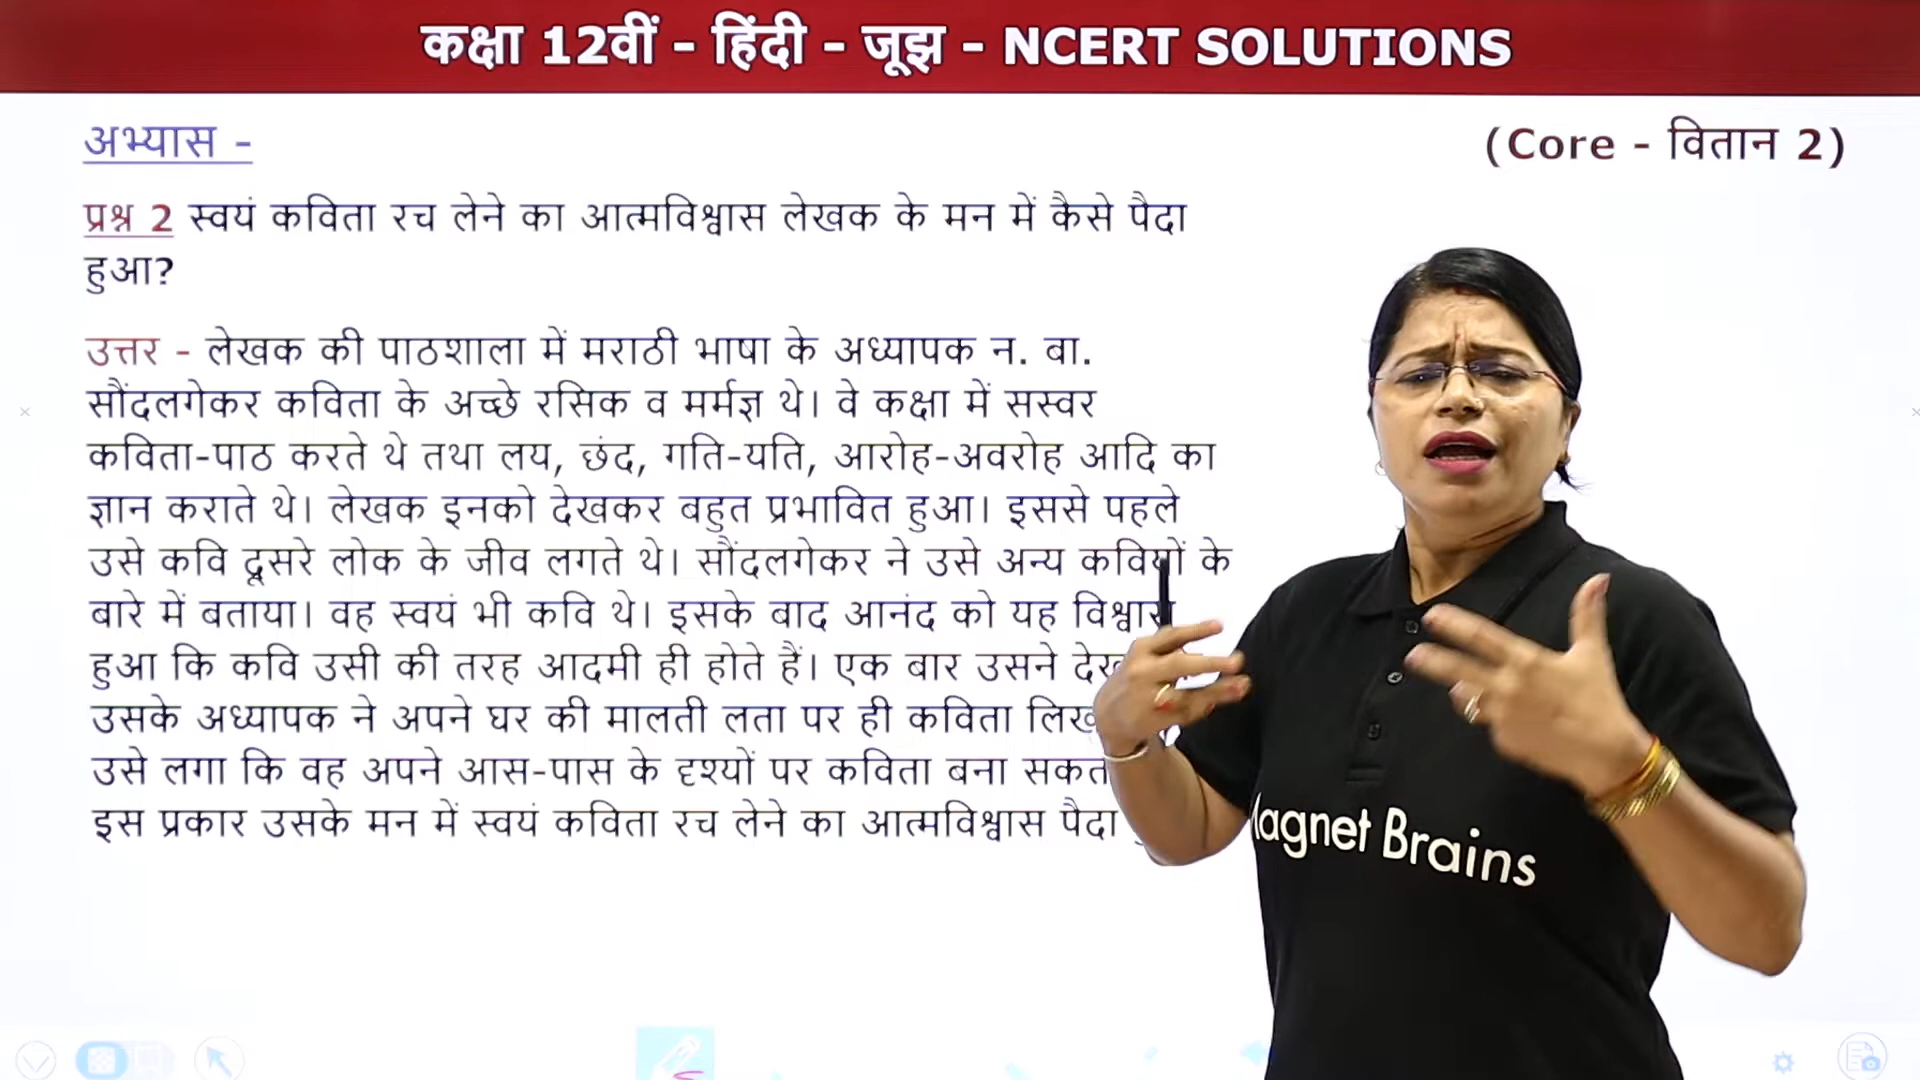 कक्षा 12वीं - हिंदी - जूझ - NCERT SOLUTIONS
अभ्यास -
(Core - वितान 2)
प्रश्न 2 स्वयं कविता रच लेने का आत्मविश्वास लेखक के मन में कैसे पैदा
हुआ?
उत्तर - लेखक की पाठशाला में मराठी भाषा के अध्यापक न. वा.
सौंदलगेकर कविता के अच्छे रसिक व मर्मज्ञ थे। वे कक्षा में सस्वर
कविता-पाठ करते थे तथा लय, छंद, गति-यति, आरोह-अवरोह आदि का
ज्ञान कराते थे। लेखक इनको देखकर बहुत प्रभावित हुआ। इससे पहले
उसे कवि दूसरे लोक के जीव लगते थे। सौंदलगेकर ने उसे अन्य कवियों के
बारे में बताया। वह स्वयं भी कवि थे। इसके बाद आनंद को यह विश्वास
हुआ कि कवि उसी की तरह आदमी ही होते हैं। एक बार उसने
उसके अध्यापक ने अपने घर की मालती लता पर ही कविता
उसे लगा कि वह अपने आस-पास के दृश्यों पर कविता बना
इस प्रकार उसके मन में स्वयं कविता रच लेने का आत्मविश्वास पैदा
Magnet Brains